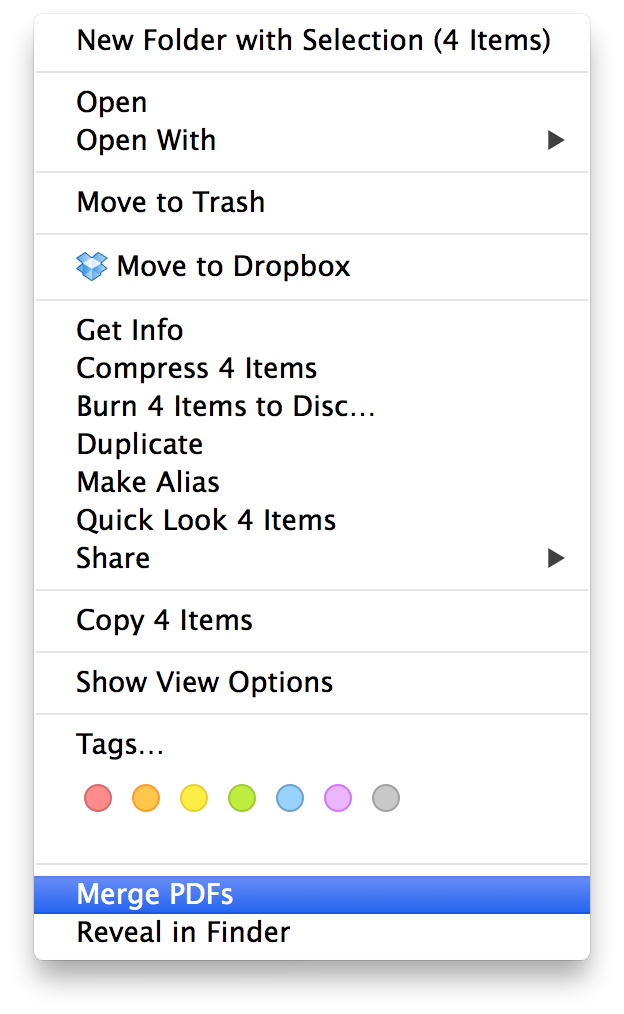 New Folder with Selection (4 Items)
Open
Open With
Move to Trash
Move to Dropbox
Get Info
Compress 4 Items
Burn 4 Items to Disc…
Duplicate
Make Alias
Quick Look 4 Items
Share
Copy 4 Items
Show View Options
Tags…
Merge PDFs
Reveal in Finder